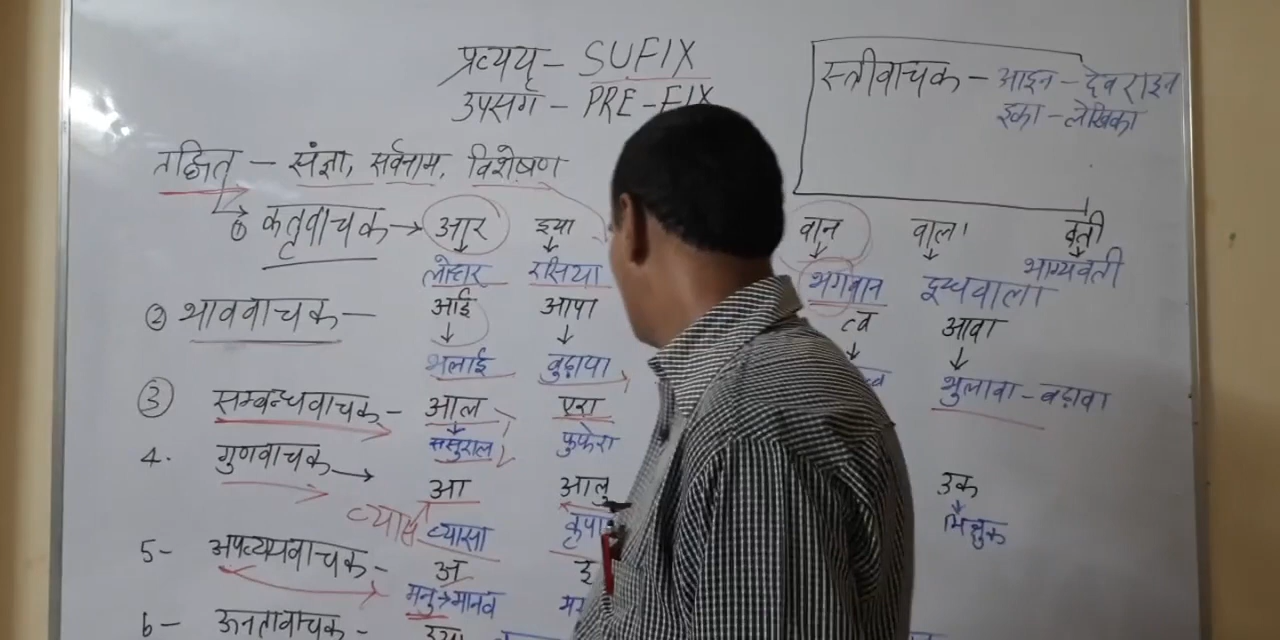 प्रत्यय - SUFIX
उपसर्ग - PRE-FIX
स्त्रीवाचक - आइन - देवराइन
इका - लेखिका
तद्धित - संज्ञा, सर्वनाम, विशेषण
① कर्तृवाचक → आर इया वान वाला वती
लोहार रसिया भगवान इथवाला भाग्यवती
② भाववाचक - आई आपा त्व आवा
भलाई बुढ़ापा भुलावा - बढ़ावा
③ सम्बन्धवाचक - आल एरा
ससुराल फुफेरा
4. गुणवाचक → आ आलु उक
प्यास प्यासा कृपा भिक्षुक
5- अपत्यवाचक - अ इ
मनु → मानव
6- ऊनतावाचक - इया